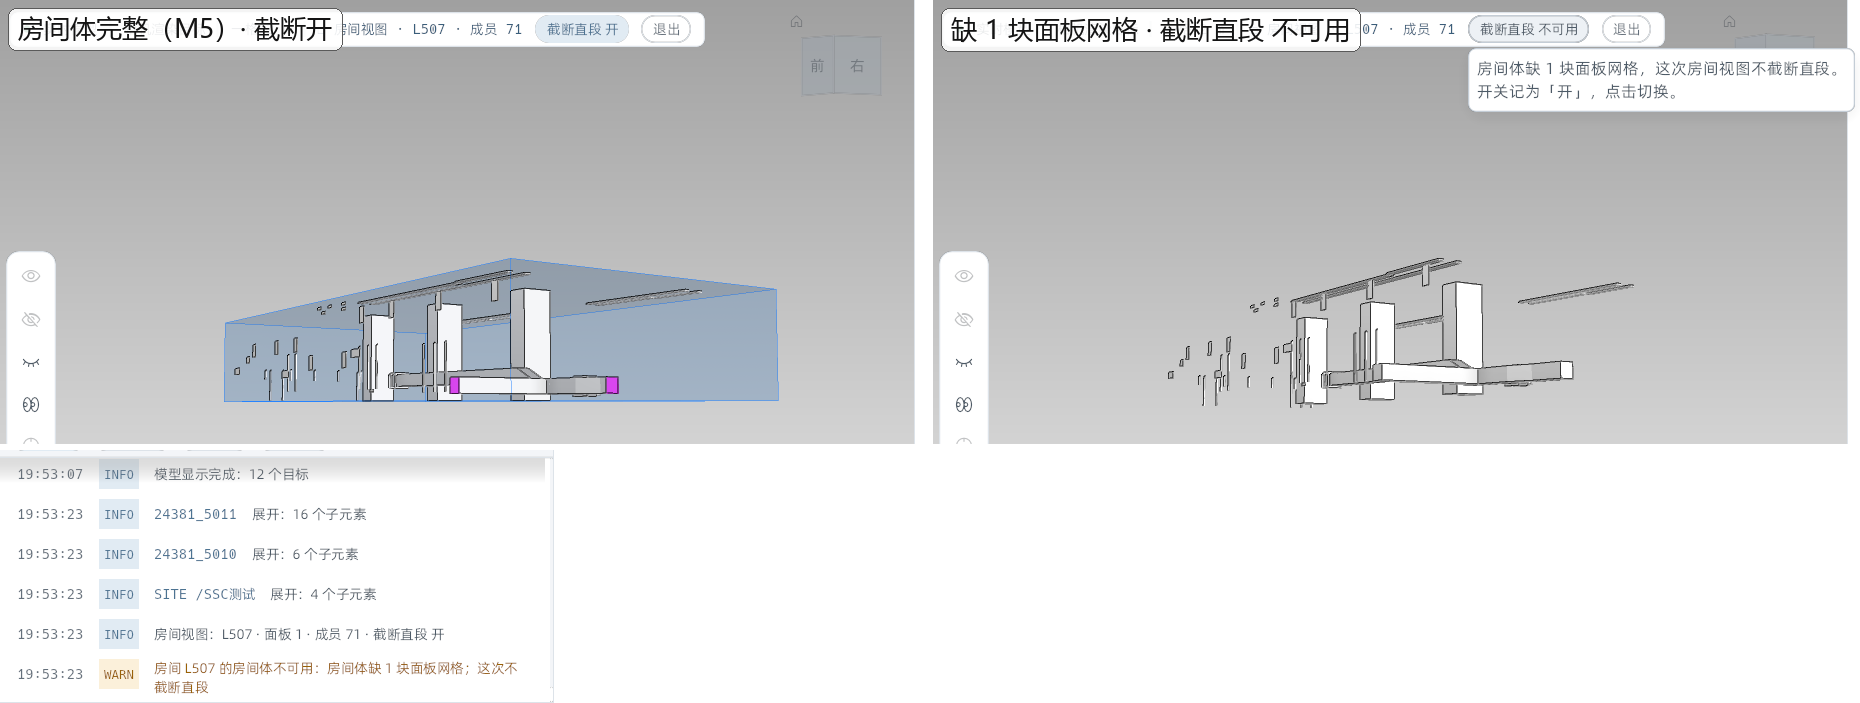 房间体完整（M5）· 截断开
房间视图 · L507 · 成员 71 截断直段 开 退出
前 右
缺 1 块面板网格 · 截断直段 不可用
07 · 成员 71 截断直段 不可用 退出
房间体缺 1 块面板网格，这次房间视图不截断直段。
开关记为「开」，点击切换。
19:53:07 INFO 模型显示完成：12 个目标
19:53:23 INFO 24381_5011 展开：16 个子元素
19:53:23 INFO 24381_5010 展开：6 个子元素
19:53:23 INFO SITE /SSC测试 展开：4 个子元素
19:53:23 INFO 房间视图：L507 · 面板 1 · 成员 71 · 截断直段 开
19:53:23 WARN 房间 L507 的房间体不可用：房间体缺 1 块面板网格；这次不
截断直段